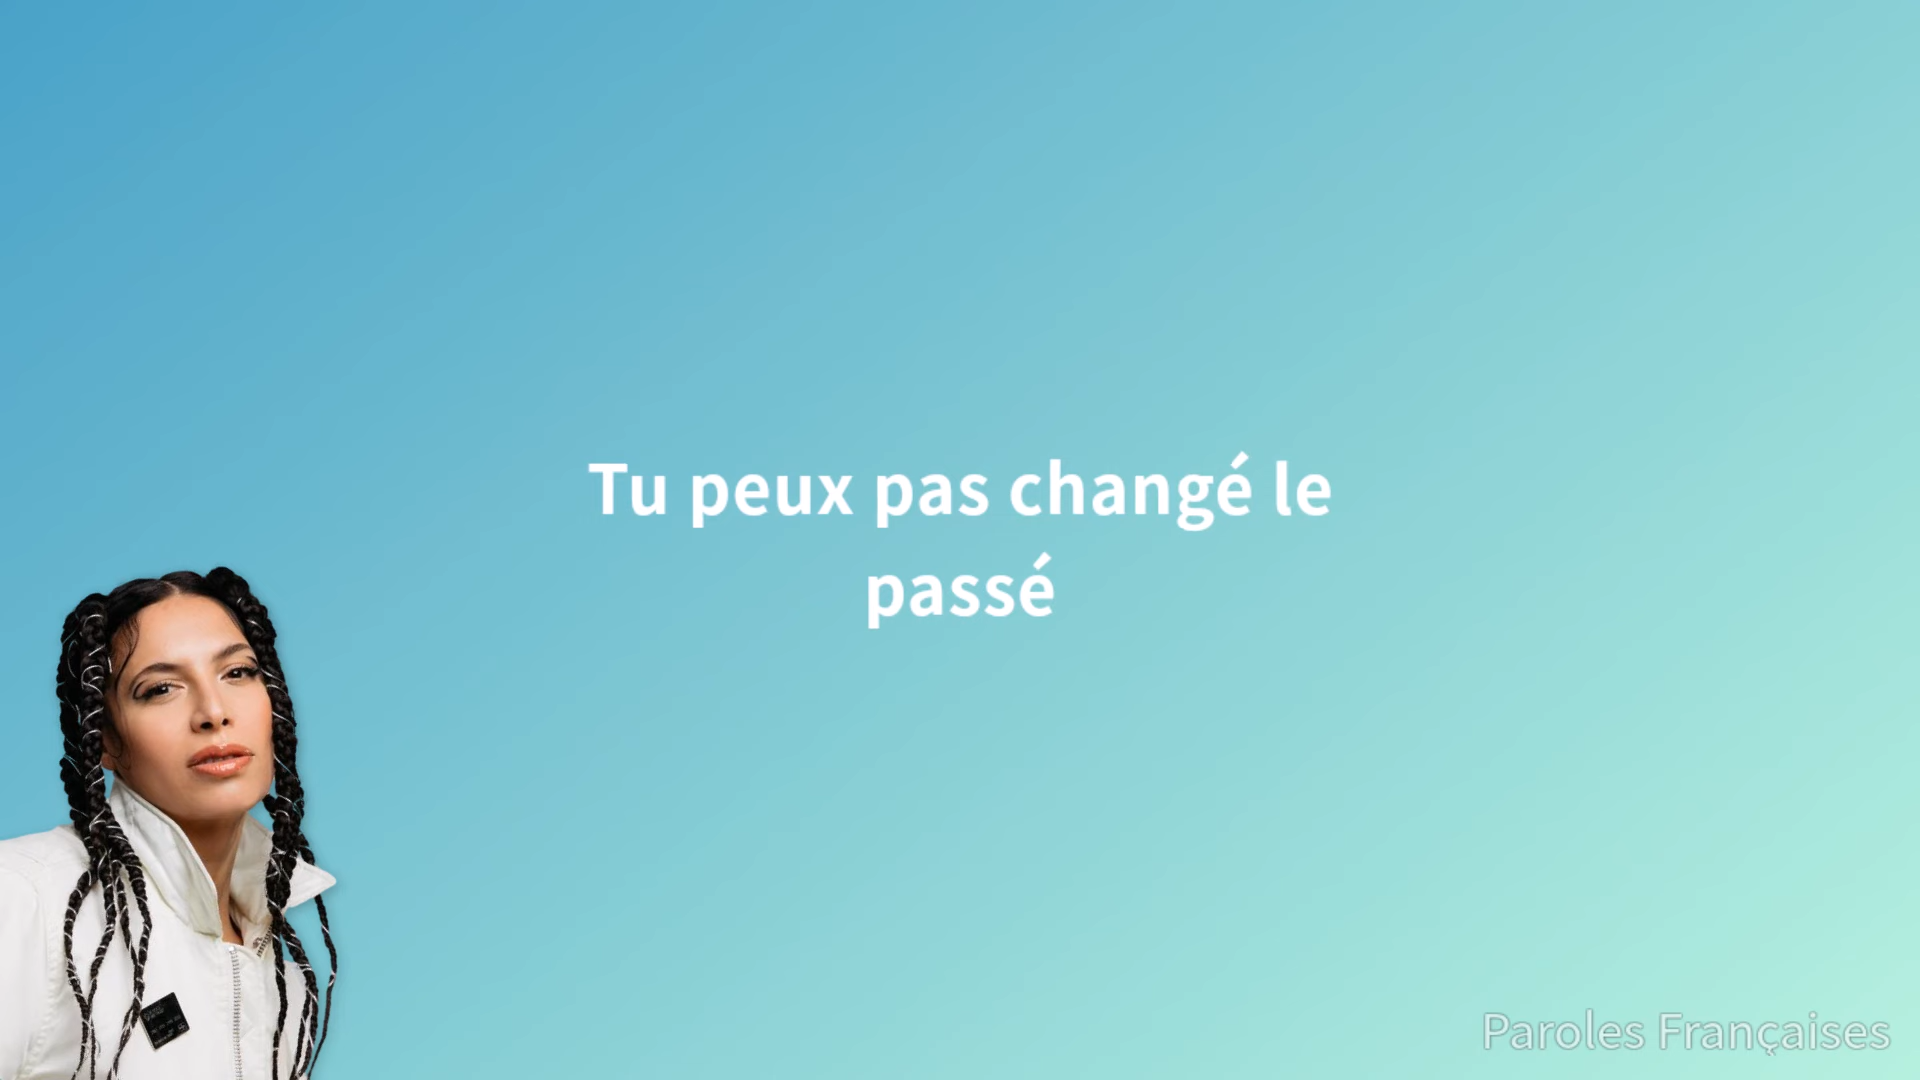 Tu peux pas changé le
passé
Paroles Françaises